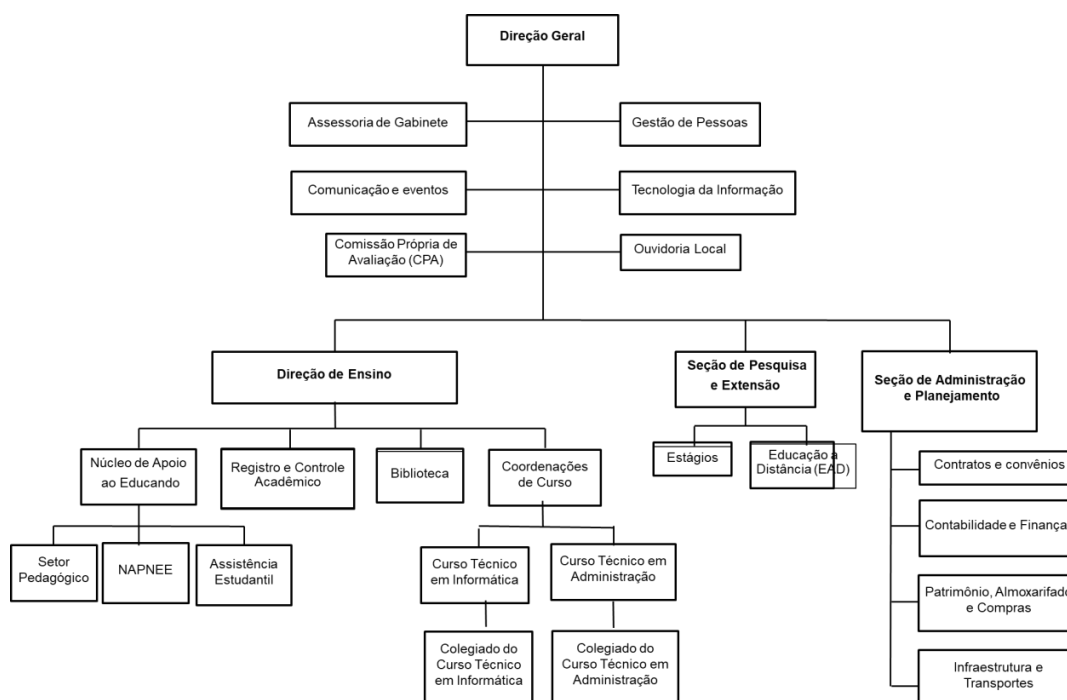 Direção Geral
Assessoria de Gabinete
Gestão de Pessoas
Comunicação e eventos
Tecnologia da Informação
Comissão Própria de
Avaliação (CPA)
Ouvidoria Local
Direção de Ensino
Seção de Pesquisa
e Extensão
Seção de Administração
e Planejamento
Núcleo de Apoio
ao Educando
Registro e Controle
Acadêmico
Biblioteca
Coordenações
de Curso
Estágios
Educação a
Distância (EAD)
Contratos e convênios
Contabilidade e Finança
Patrimônio, Almoxarifado
e Compras
Infraestrutura e
Transportes
Setor
Pedagógico
NAPNEE
Assistência
Estudantil
Curso Técnico
em Informática
Curso Técnico em
Administração
Colegiado do
Curso Técnico
em Informática
Colegiado do
Curso Técnico em
Administração